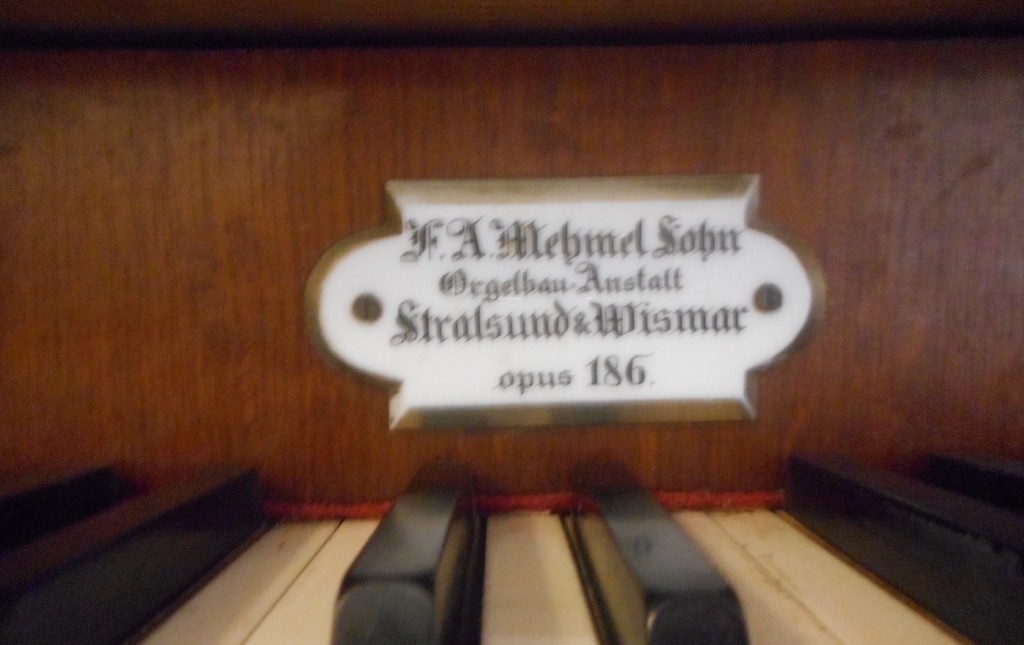 F. A. Mehmel Sohn
Orgelbau-Anstalt
Stralsund & Wismar
opus 186.